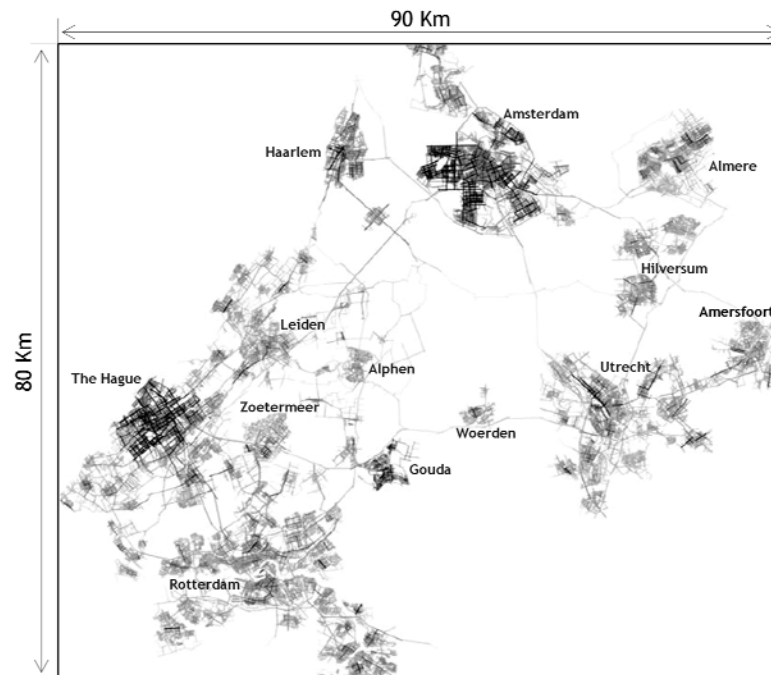 90 Km
80 Km
Amsterdam
Haarlem
Almere
Hilversum
Amersfoort
Leiden
Alphen
Utrecht
The Hague
Zoetermeer
Woerden
Gouda
Rotterdam